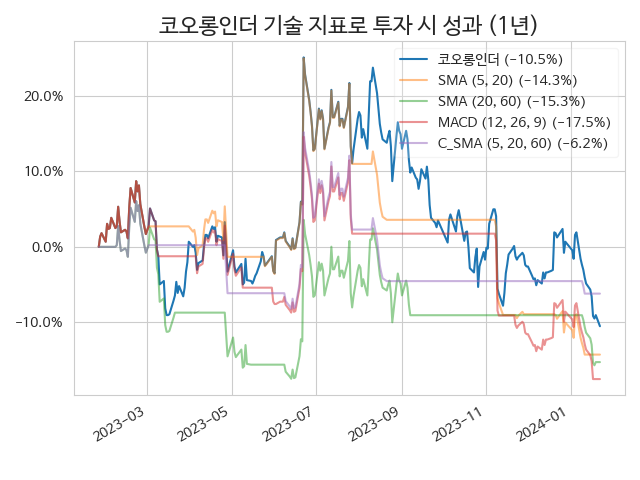 코오롱인더 기술 지표로 투자 시 성과 (1년)
코오롱인더 (−10.5%)
SMA (5, 20) (−14.3%)
SMA (20, 60) (−15.3%)
MACD (12, 26, 9) (−17.5%)
C_SMA (5, 20, 60) (−6.2%)
20.0%
10.0%
0.0%
−10.0%
2023−03
2023−05
2023−07
2023−09
2023−11
2024−01